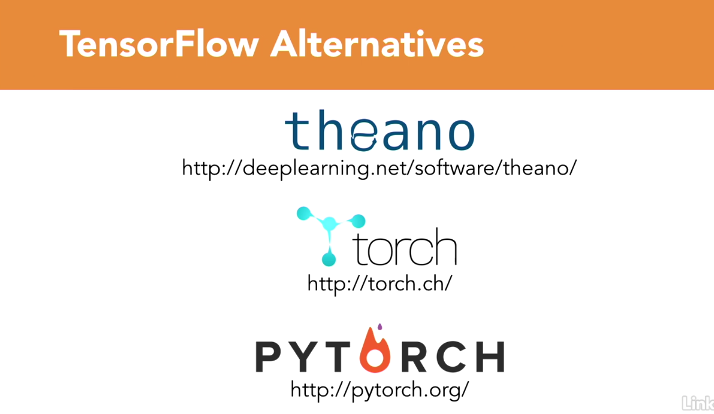 TensorFlow Alternatives
theano
http://deeplearning.net/software/theano/
torch
http://torch.ch/
PYTORCH
http://pytorch.org/
Link